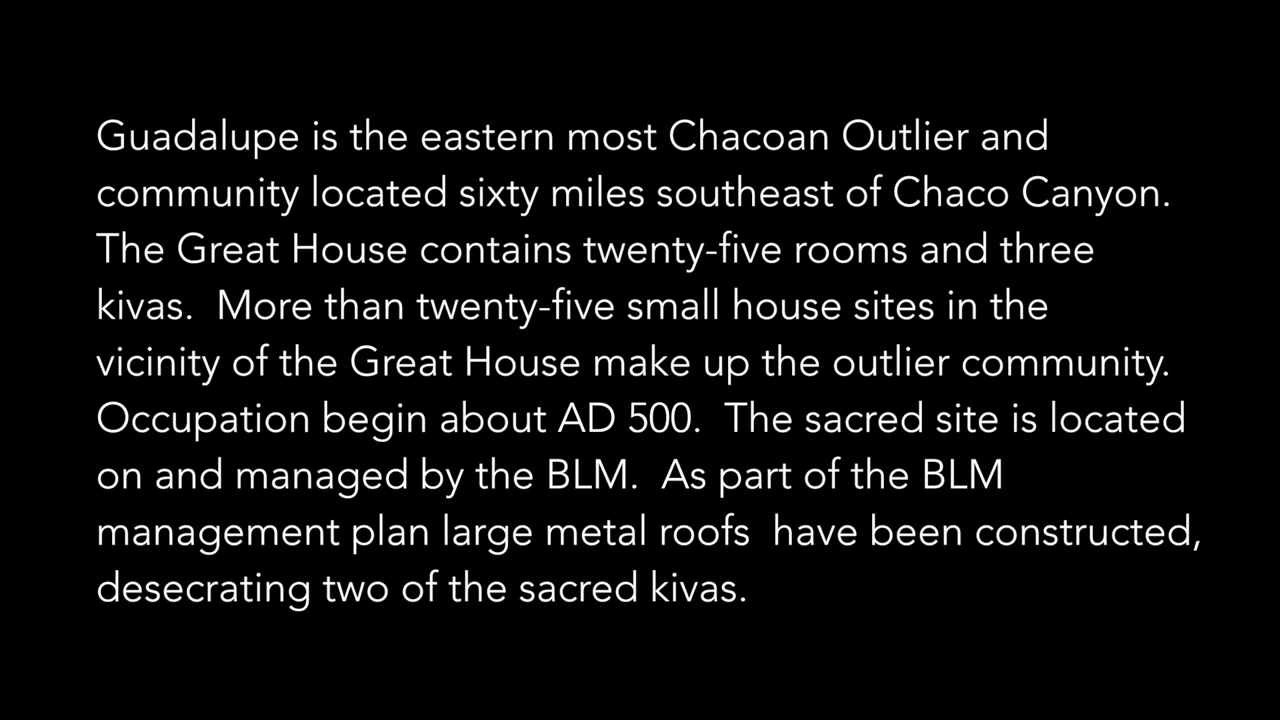 Guadalupe is the eastern most Chacoan Outlier and
community located sixty miles southeast of Chaco Canyon.
The Great House contains twenty-five rooms and three
kivas.  More than twenty-five small house sites in the
vicinity of the Great House make up the outlier community.
Occupation begin about AD 500.  The sacred site is located
on and managed by the BLM.  As part of the BLM
management plan large metal roofs  have been constructed,
desecrating two of the sacred kivas.